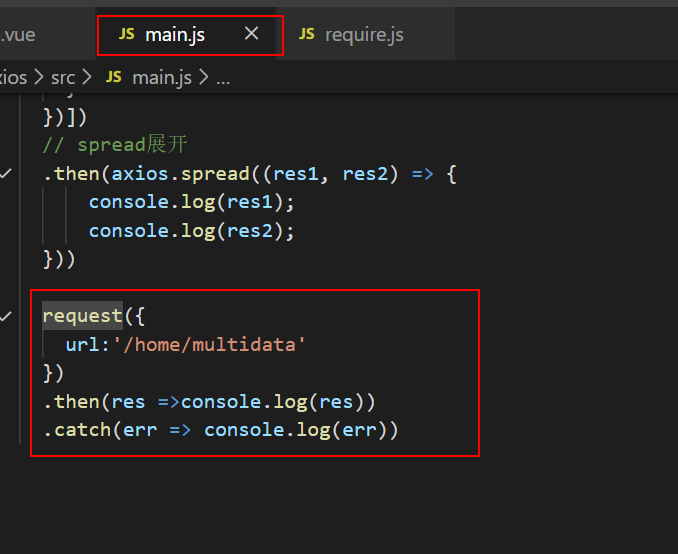 .vue JS main.js × JS require.js
xios > src > JS main.js > ...
})])
// spread展开
.then(axios.spread((res1, res2) => {
console.log(res1);
console.log(res2);
}))
request({
url:'/home/multidata'
})
.then(res =>console.log(res))
.catch(err => console.log(err))